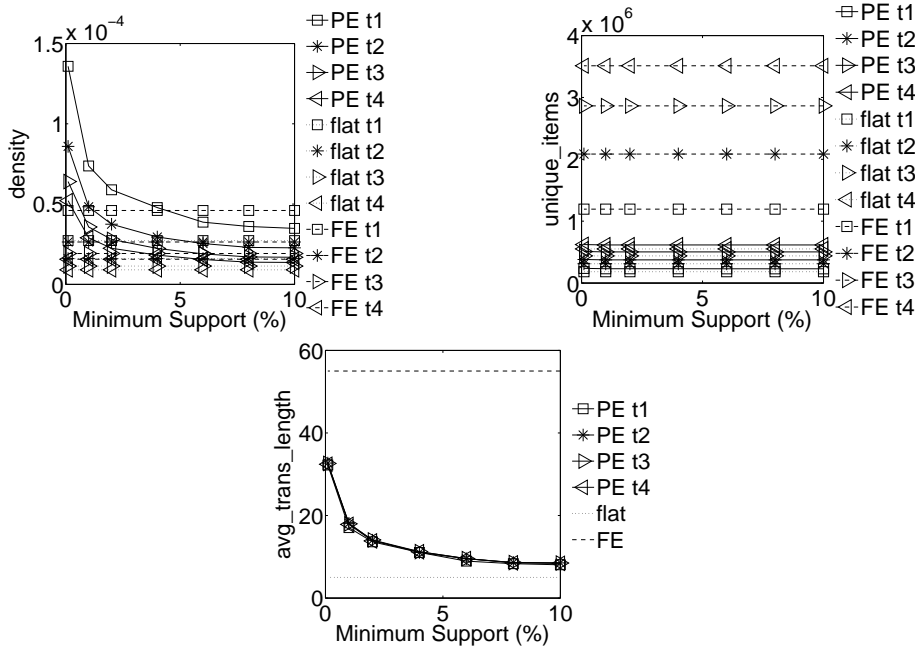 1.5
x 10^-4
1
0.5
0
0
5
10
density
Minimum Support (%)
PE t1
PE t2
PE t3
PE t4
flat t1
flat t2
flat t3
flat t4
FE t1
FE t2
FE t3
FE t4
4
x 10^6
3
2
1
0
0
5
10
unique_items
Minimum Support (%)
PE t1
PE t2
PE t3
PE t4
flat t1
flat t2
flat t3
flat t4
FE t1
FE t2
FE t3
FE t4
60
40
20
0
0
5
10
avg_trans_length
Minimum Support (%)
PE t1
PE t2
PE t3
PE t4
flat
FE